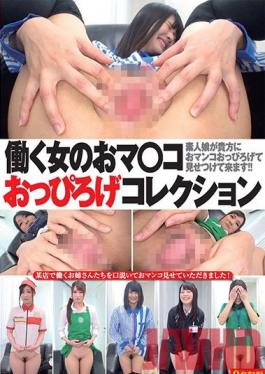 働く女のおマ〇コ
おっぴろげコレクション
素人娘が貴方に
おマンコおっぴろげて
見せつけて来ます!!
某店で働くお姉さんたちを口説いておマンコ見せていただきました!